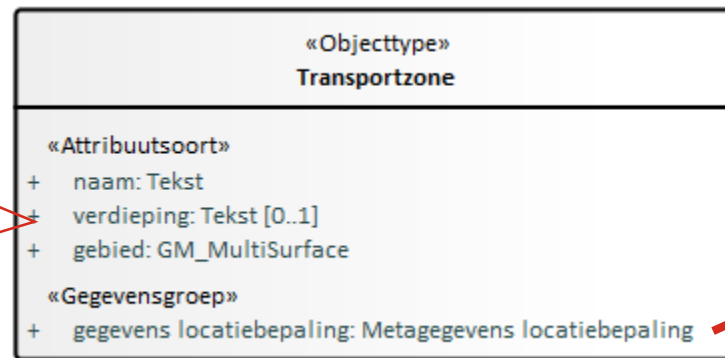 «Objecttype»
Transportzone
«Attribuutsoort»
+ naam: Tekst
+ verdieping: Tekst [0..1]
+ gebied: GM_MultiSurface
«Gegevensgroep»
+ gegevens locatiebepaling: Metagegevens locatiebepaling